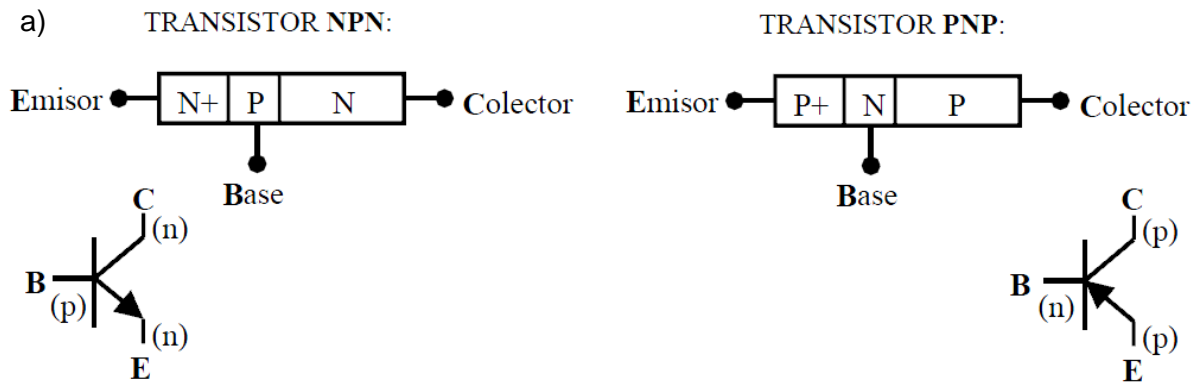 a)
TRANSISTOR NPN:
TRANSISTOR PNP:
Emisor
N+
P
N
Colector
Base
Emisor
P+
N
P
Colector
Base
C
(n)
B
(p)
(n)
E
C
(p)
B
(n)
(p)
E